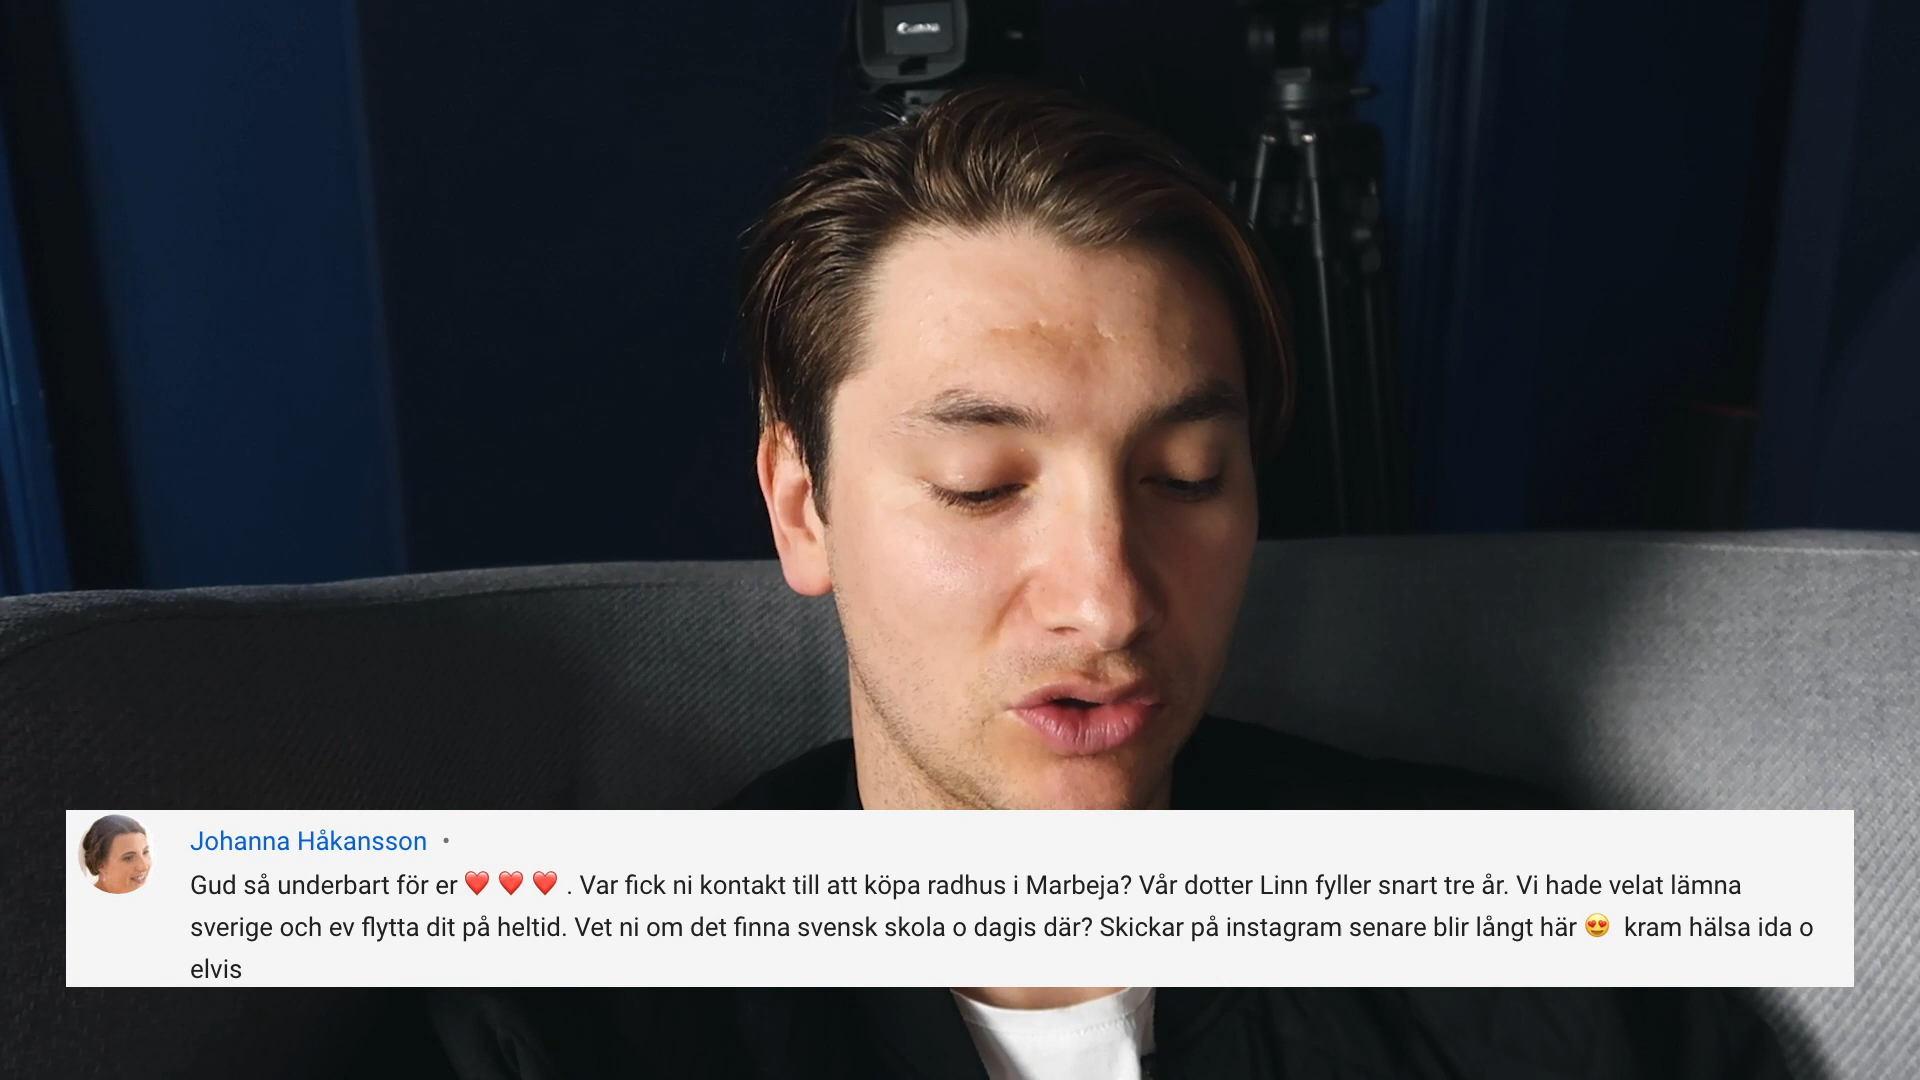 Canon
Johanna Håkansson •
Gud så underbart för er ❤️ ❤️ ❤️ . Var fick ni kontakt till att köpa radhus i Marbeja? Vår dotter Linn fyller snart tre år. Vi hade velat lämna
sverige och ev flytta dit på heltid. Vet ni om det finna svensk skola o dagis där? Skickar på instagram senare blir långt här 😍 kram hälsa ida o
elvis